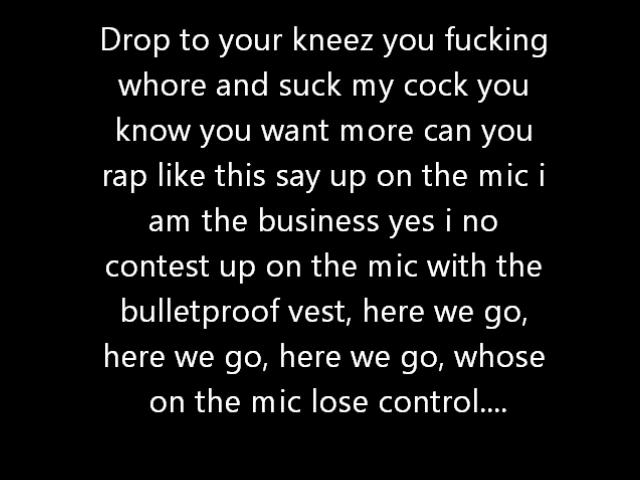 Drop to your kneez you fucking
whore and suck my cock you
know you want more can you
rap like this say up on the mic i
am the business yes i no
contest up on the mic with the
bulletproof vest, here we go,
here we go, here we go, whose
on the mic lose control....